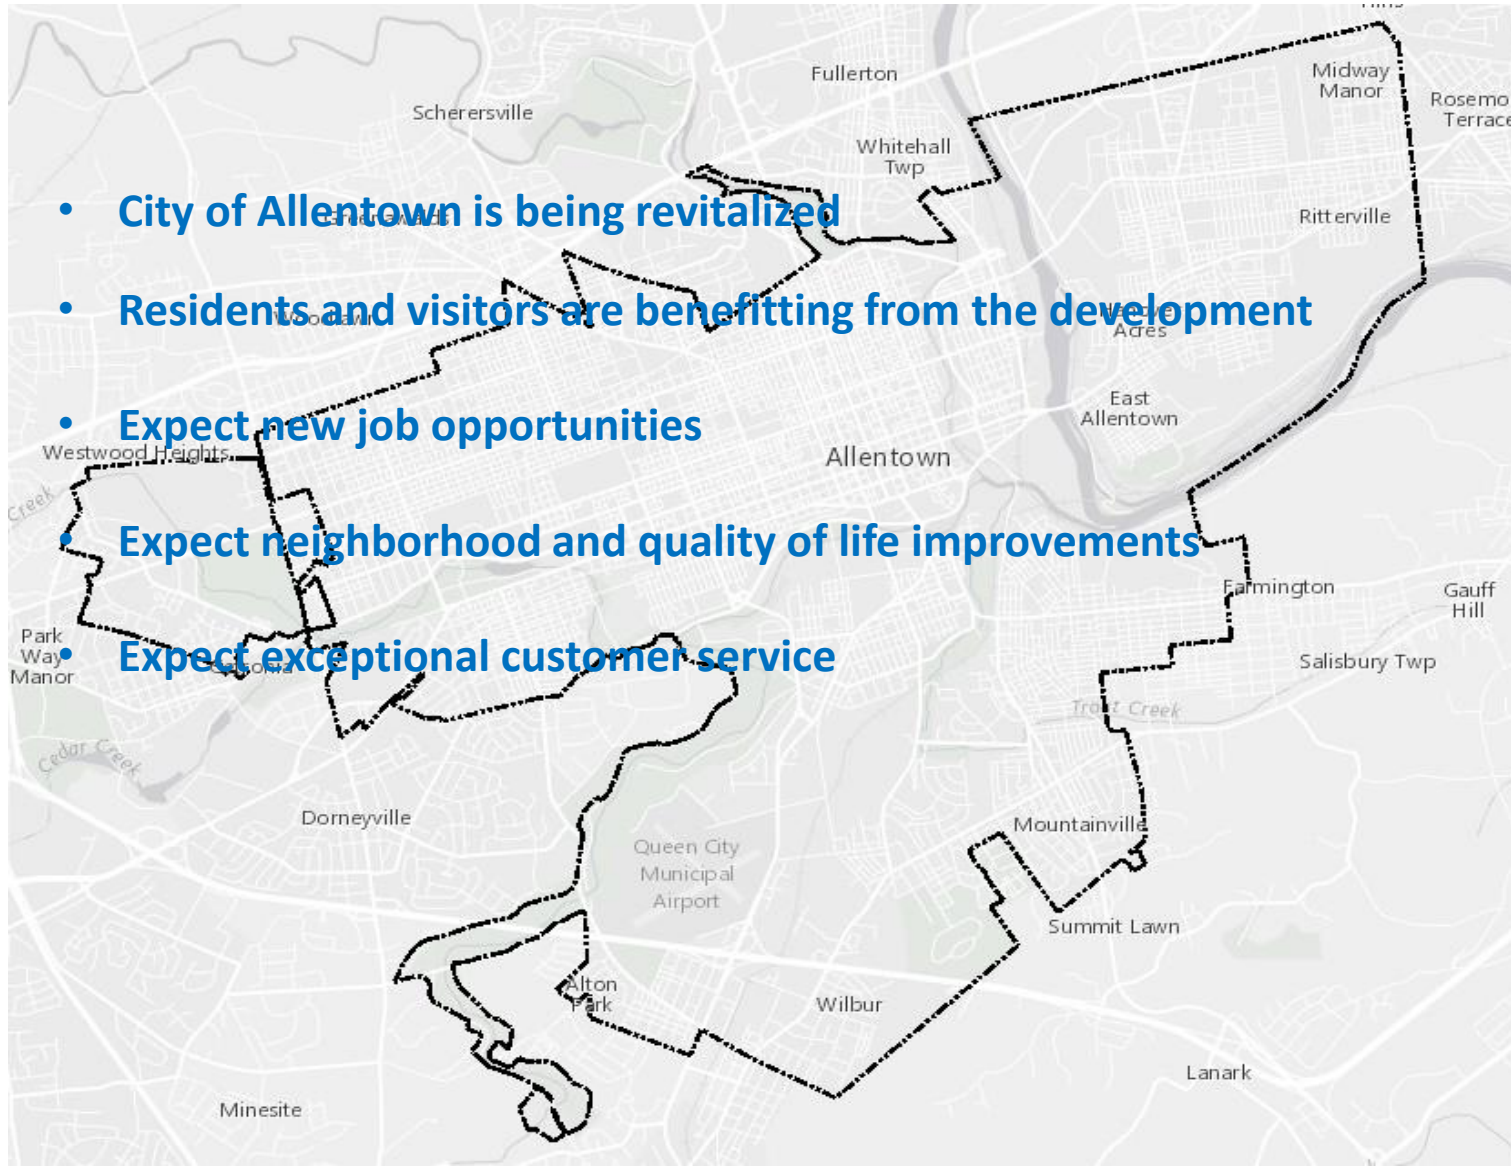 Fullerton
Midway
Manor
Rosemo
Terrace
Scherersville
Whitehall
Twp
• City of Allentown is being revitalized
Ritterville
• Residents and visitors are benefitting from the development
Acres
East
Allentown
• Expect new job opportunities
Westwood Heights
Allentown
Creek
• Expect neighborhood and quality of life improvements
Farmington
Gauff
Hill
Park
Way
Manor
• Expect exceptional customer service
Salisbury Twp
Trout Creek
Cedar Creek
Dorneyville
Mountainville
Queen City
Municipal
Airport
Summit Lawn
Alton
Park
Wilbur
Lanark
Minesite